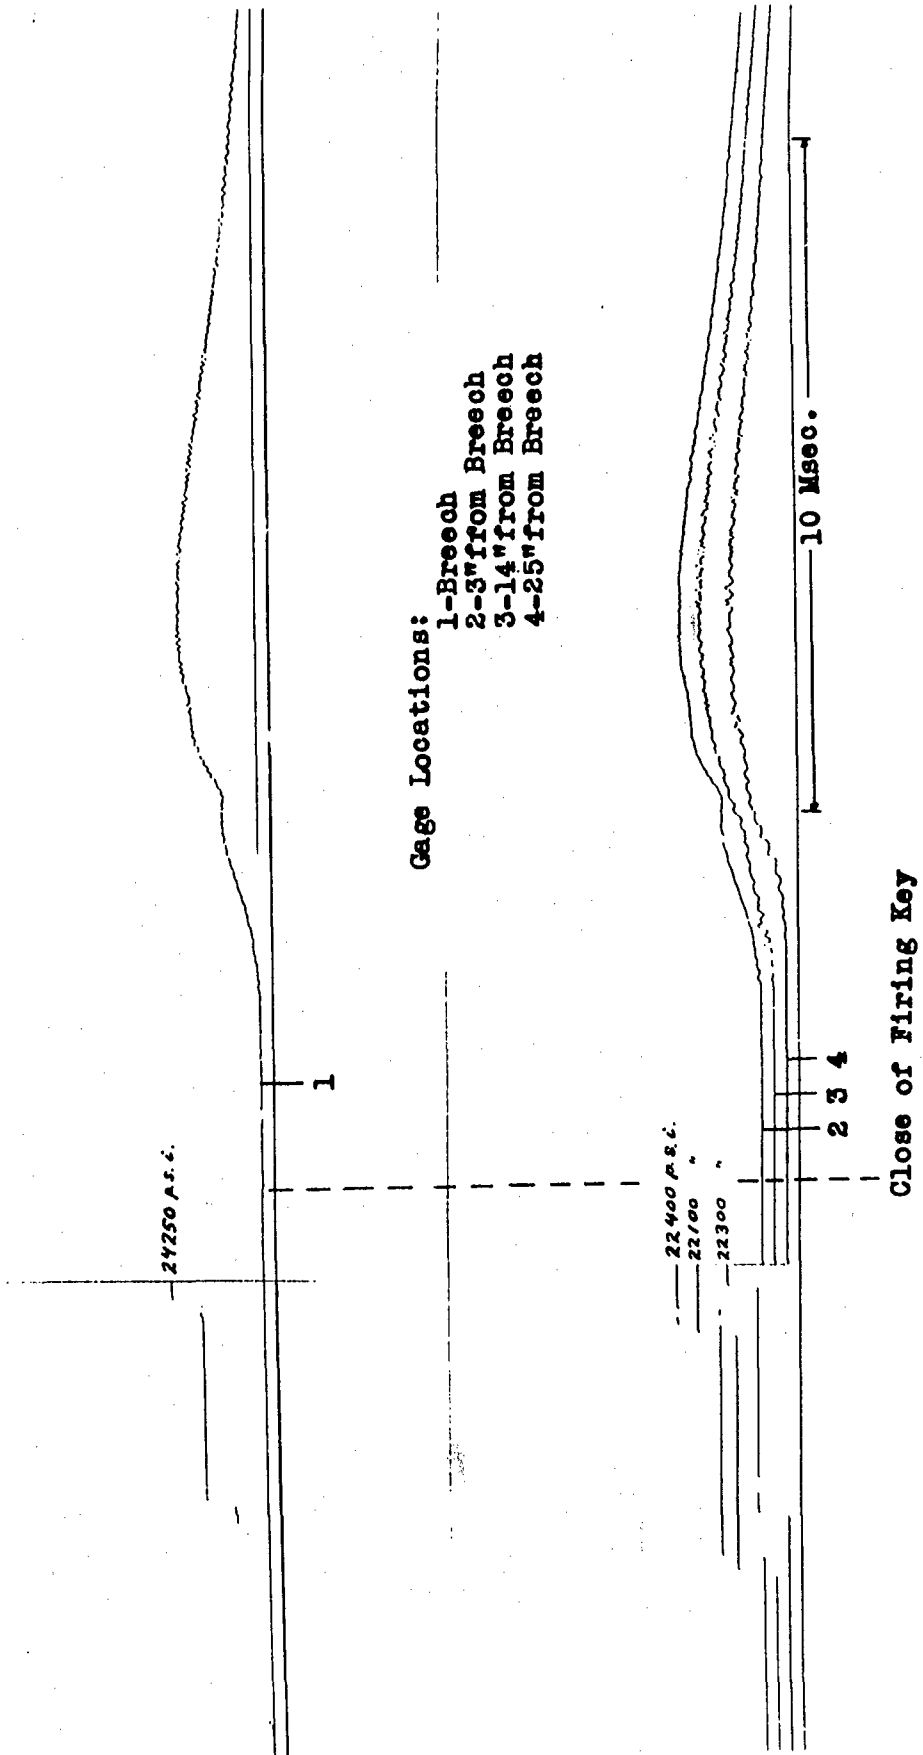 24250 p.s.i.
1
Gage Locations:
1-Breech
2-3"from Breech
3-14"from Breech
4-25"from Breech
22400 p.s.i.
22100 "
22300 "
2 3 4
10 Msec.
Close of Firing Key